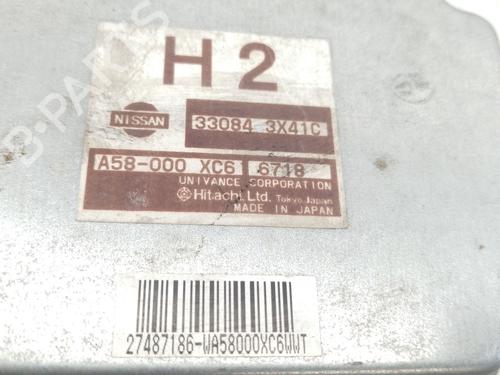 H 2
NISSAN 33084 3X41C
A58-000 XC6 6718
UNIVANCE CORPORATION
Hitachi Ltd. Tokyo Japan
MADE IN JAPAN
27487186-WA58000XC6WWT
B-PARTS